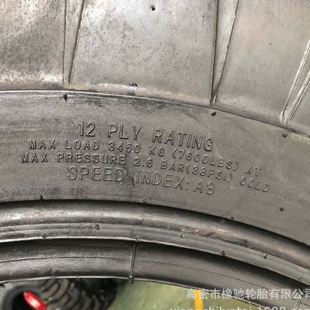 12 PLY RATING
MAX LOAD 3450 KG (7600LBS) AT
MAX PRESSURE 2.6 BAR(38PSI) COLD
SPEED INDEX: A8
高密市橡驰轮胎有限公司